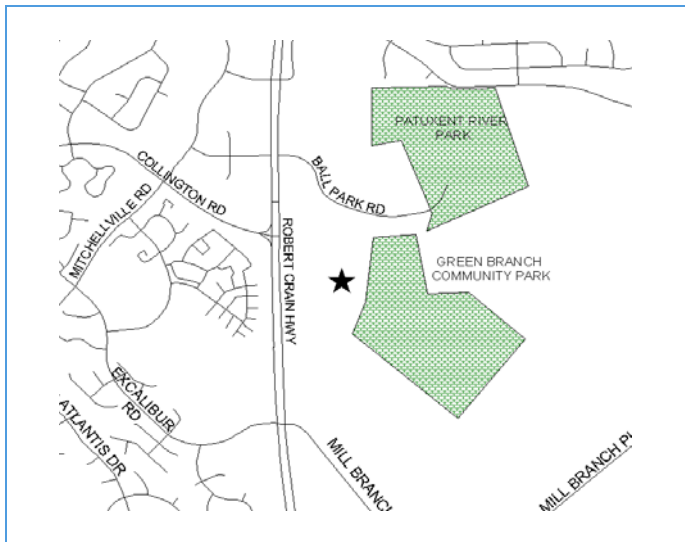 PATUXENT RIVER
PARK
COLLINGTON RD
BALL PARK RD
MITCHELLVILLE RD
ROBERT CRAIN HWY
GREEN BRANCH
COMMUNITY PARK
EXCALIBUR
RD
ATLANTIS DR
MILL BRANCH
MILL BRANCH PL